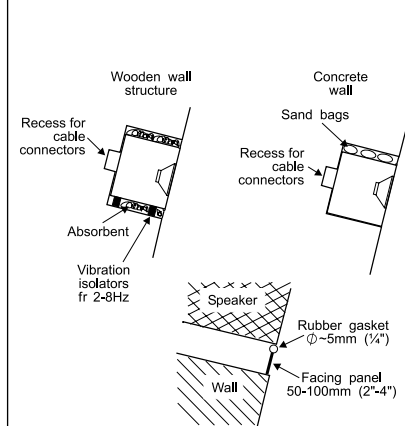 Wooden wall
structure
Recess for
cable
connectors
Absorbent
Vibration
isolators
fr 2-8Hz
Concrete
wall
Sand bags
Recess for
cable
connectors
Speaker
Rubber gasket
Φ~5mm (¼")
Wall
Facing panel
50-100mm (2"-4")